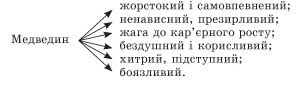 жорстокий і самовпевнений;
ненависний, презирливий;
Медведин
жага до кар'єрного росту;
бездушний і корисливий;
хитрий, підступний;
боязливий.